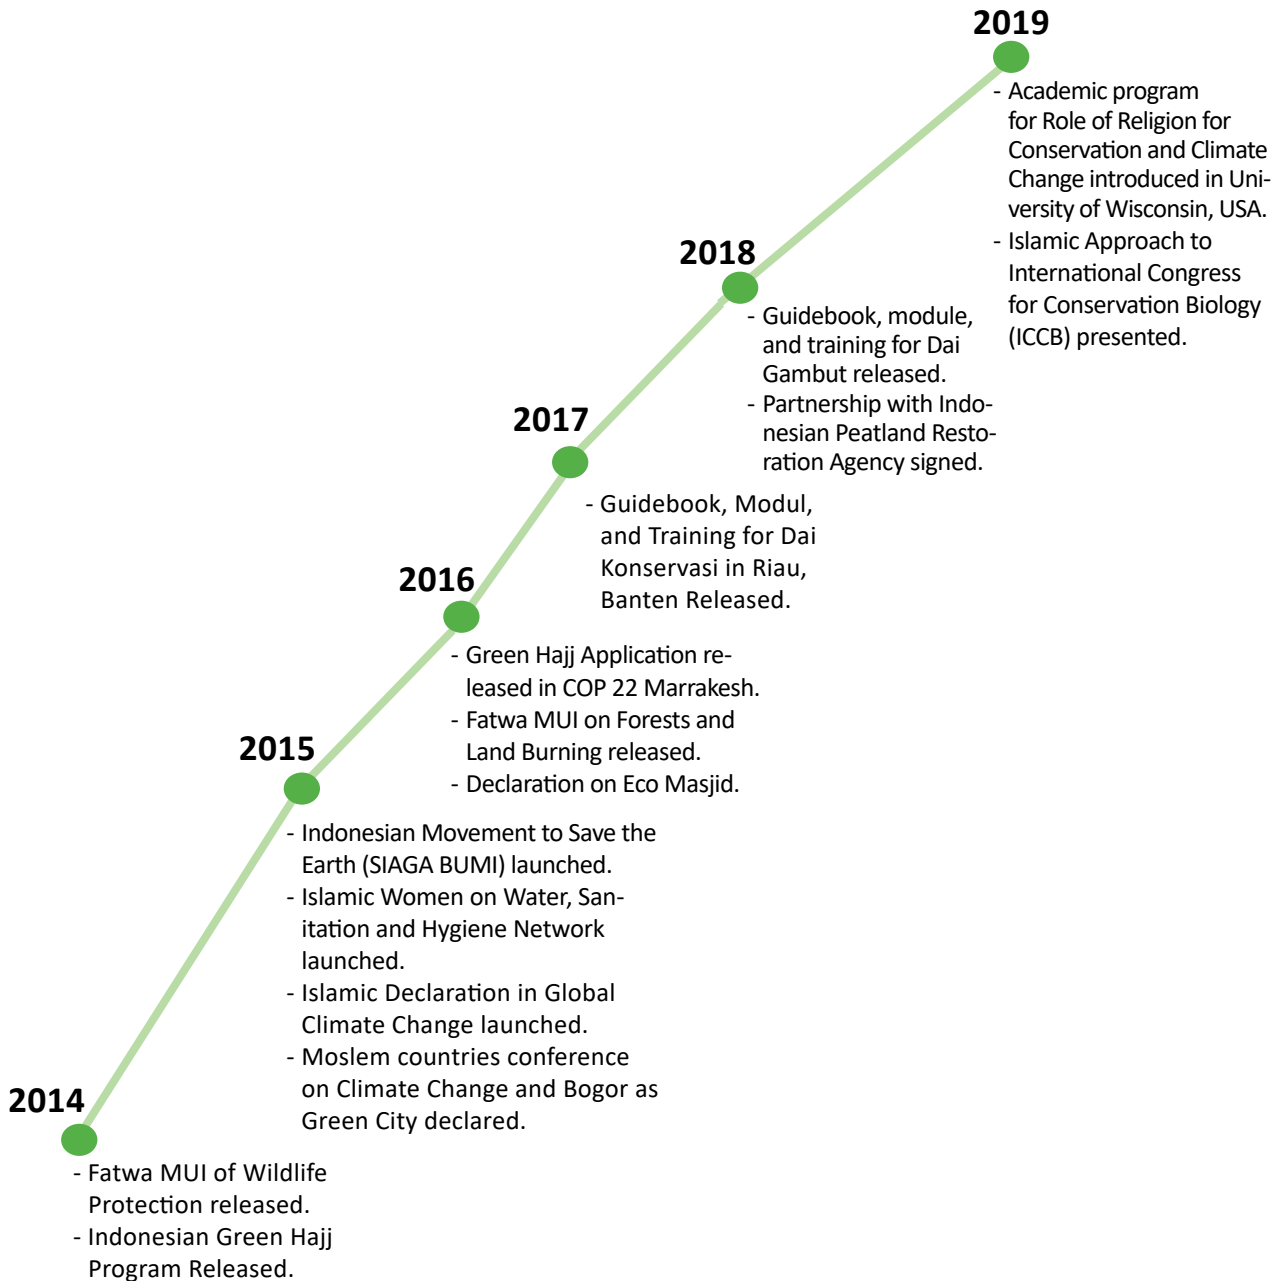 2019
- Academic program
for Role of Religion for
Conservation and Climate
Change introduced in Uni-
versity of Wisconsin, USA.
- Islamic Approach to
International Congress
for Conservation Biology
(ICCB) presented.
2018
- Guidebook, module,
and training for Dai
Gambut released.
- Partnership with Indo-
nesian Peatland Resto-
ration Agency signed.
2017
- Guidebook, Modul,
and Training for Dai
Konservasi in Riau,
Banten Released.
2016
- Green Hajj Application re-
leased in COP 22 Marrakesh.
- Fatwa MUI on Forests and
Land Burning released.
- Declaration on Eco Masjid.
2015
- Indonesian Movement to Save the
Earth (SIAGA BUMI) launched.
- Islamic Women on Water, San-
itation and Hygiene Network
launched.
- Islamic Declaration in Global
Climate Change launched.
- Moslem countries conference
on Climate Change and Bogor as
Green City declared.
2014
- Fatwa MUI of Wildlife
Protection released.
- Indonesian Green Hajj
Program Released.